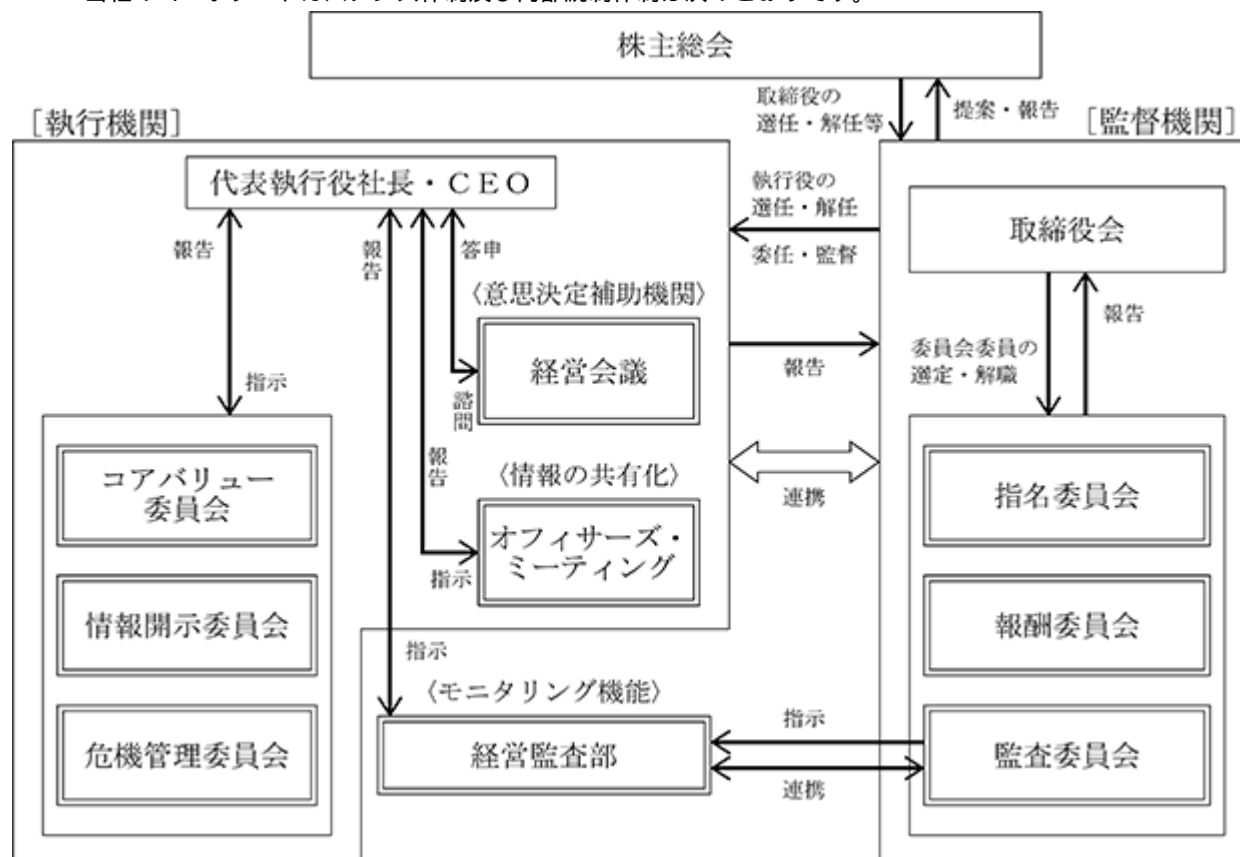 株主総会
取締役の
選任・解任等
提案・報告
［執行機関］
［監督機関］
代表執行役社長・ＣＥＯ
執行役の
選任・解任
委任・監督
取締役会
報告
報告
答申
〈意思決定補助機関〉
経営会議
諮問
報告
報告
委員会委員の
選定・解職
指示
コアバリュー
委員会
報告
〈情報の共有化〉
オフィサーズ・
ミーティング
指示
連携
指名委員会
情報開示委員会
報酬委員会
指示
〈モニタリング機能〉
危機管理委員会
経営監査部
指示
連携
監査委員会